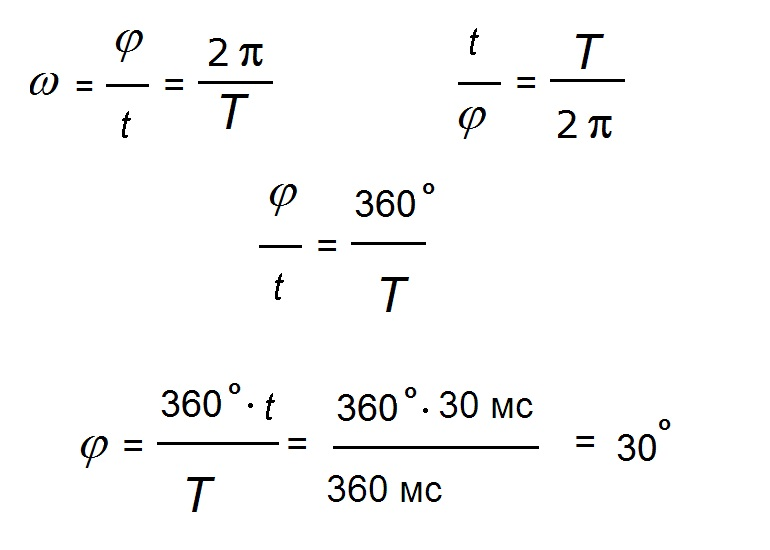 ω = φ/t = 2π/T    t/φ = T/2π
φ/t = 360°/T
φ = 360°·t/T = 360°·30 мс/360 мс = 30°